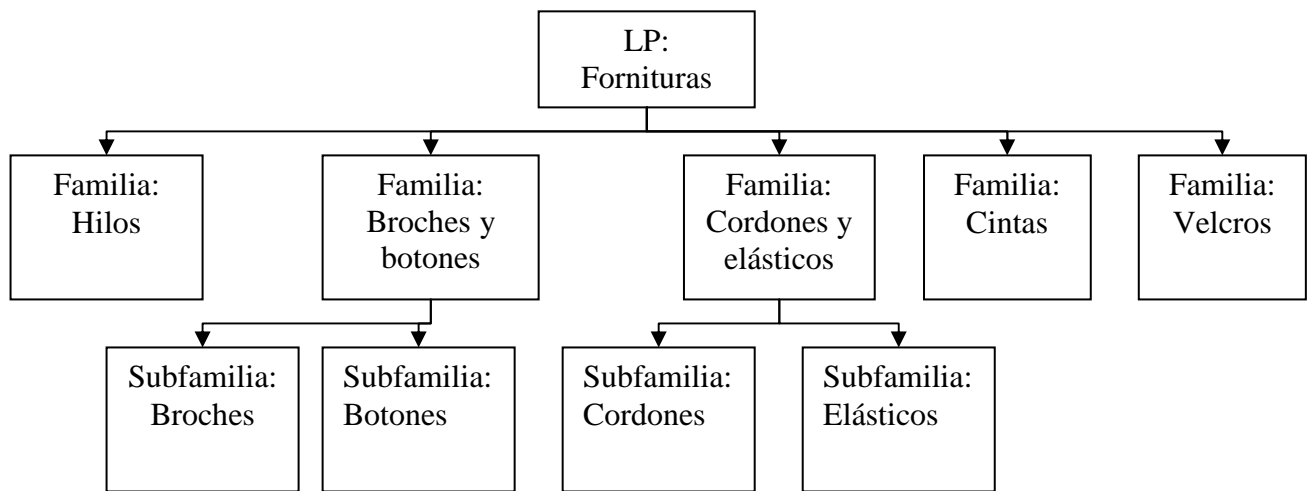 LP:
Fornituras
Familia:
Hilos
Familia:
Broches y
botones
Familia:
Cordones y
elásticos
Familia:
Cintas
Familia:
Velcros
Subfamilia:
Broches
Subfamilia:
Botones
Subfamilia:
Cordones
Subfamilia:
Elásticos